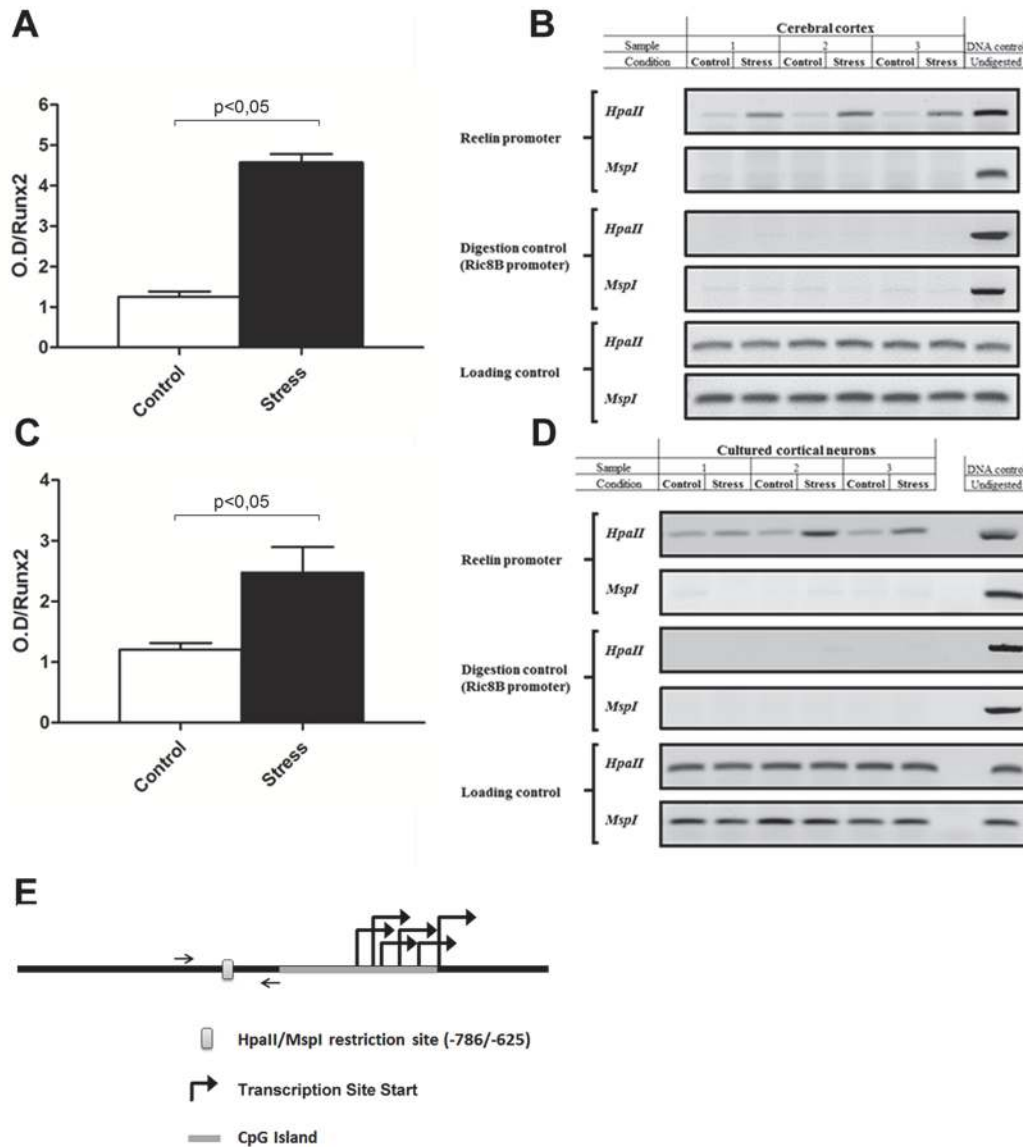 A
p<0,05
O.D/Runx2
6
5
4
3
2
1
0
Control
Stress
B
Cerebral cortex
Sample 1 2 3 DNA control
Condition Control Stress Control Stress Control Stress Undigested
Reelin promoter
HpaII
MspI
Digestion control
(Ric8B promoter)
HpaII
MspI
Loading control
HpaII
MspI
C
p<0,05
O.D/Runx2
4
3
2
1
0
Control
Stress
D
Cultured cortical neurons
Sample 1 2 3 DNA control
Condition Control Stress Control Stress Control Stress Undigested
Reelin promoter
HpaII
MspI
Digestion control
(Ric8B promoter)
HpaII
MspI
Loading control
HpaII
MspI
E
HpaII/MspI restriction site (-786/-625)
Transcription Site Start
CpG Island